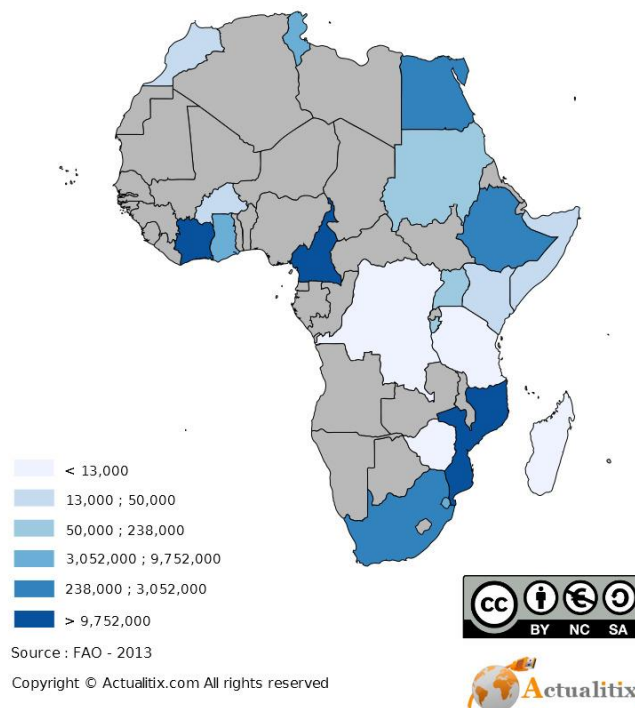 < 13,000
13,000 ; 50,000
50,000 ; 238,000
3,052,000 ; 9,752,000
238,000 ; 3,052,000
> 9,752,000
Source : FAO - 2013
Copyright © Actualitix.com All rights reserved
cc
BY NC SA
Actualitix